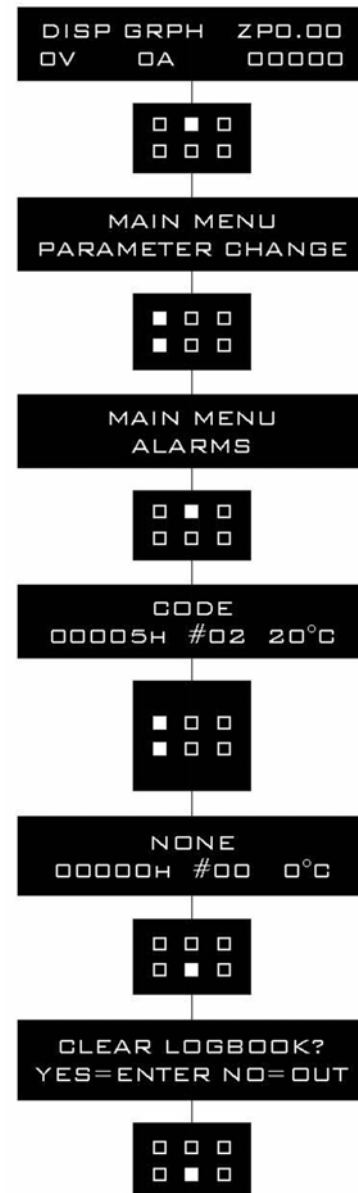 DISP GRPH ZP0.00
0V 0A 00000
MAIN MENU
PARAMETER CHANGE
MAIN MENU
ALARMS
CODE
00005H #02 20°C
NONE
00000H #00 0°C
CLEAR LOGBOOK?
YES=ENTER NO=OUT